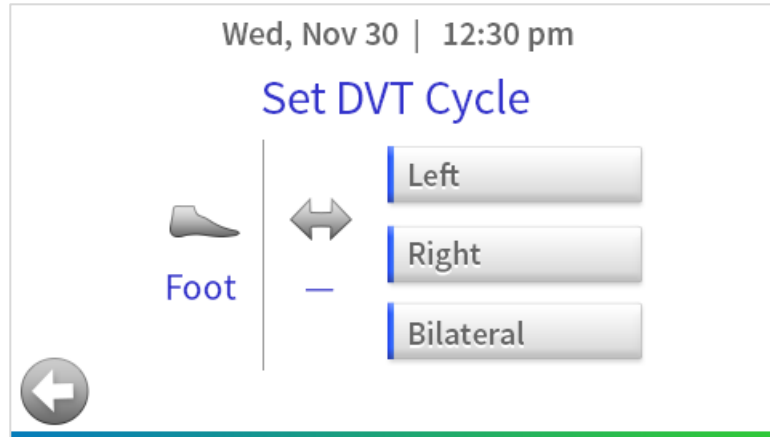 Wed, Nov 30 | 12:30 pm
Set DVT Cycle
Foot
—
Left
Right
Bilateral